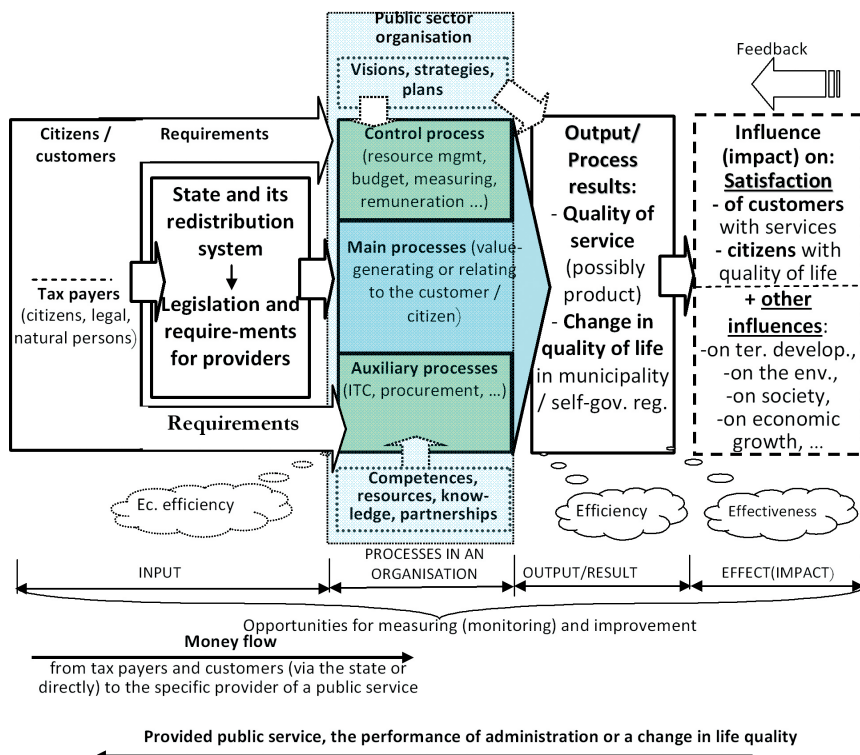 Public sector
organisation
Visions, strategies,
plans
Feedback
Citizens /
customers
Requirements
Control process
(resource mgmt,
budget, measuring,
remuneration ...)
Output/
Process
results:
- Quality of
service
(possibly
product)
- Change in
quality of life
in municipality
/ self-gov. reg.
Influence
(impact) on:
Satisfaction
- of customers
with services
- citizens with
quality of life
+ other
influences:
-on ter. develop.,
-on the env.,
-on society,
-on economic
growth, ...
State and its
redistribution
system
Legislation and
require-ments
for providers
Main processes (value-
generating or relating
to the customer /
citizen)
Tax payers
(citizens, legal,
natural persons)
Auxiliary processes
(ITC, procurement, ...)
Requirements
Competences,
resources, know-
ledge, partnerships
Ec. efficiency
Efficiency
Effectiveness
INPUT
PROCESSES IN AN
ORGANISATION
OUTPUT/RESULT
EFFECT(IMPACT)
Opportunities for measuring (monitoring) and improvement
Money flow
from tax payers and customers (via the state or
directly) to the specific provider of a public service
Provided public service, the performance of administration or a change in life quality